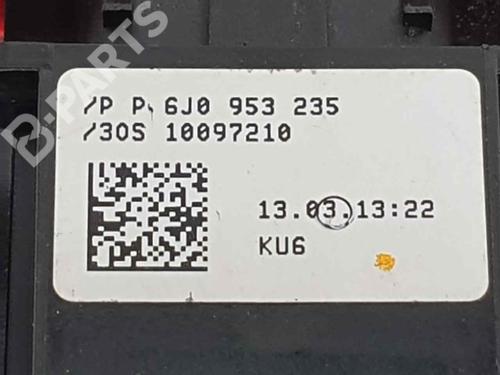 B-PARTS
/P P 6J0 953 235
/30S 10097210
13.03.13:22
KU6